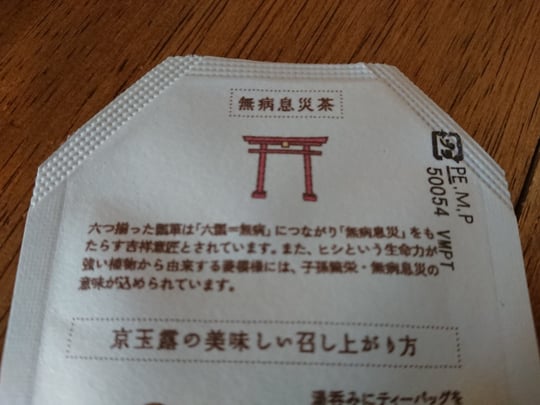 無病息災茶
六つ揃った瓢箪は「六瓢=無病」につながり「無病息災」をも
たらす吉祥意匠とされています。また、ヒシという生命力が
強い植物から由来する菱模様には、子孫繁栄・無病息災の
意味が込められています。
京玉露の美味しい召し上がり方
湯呑みにティーバッグを
プラ
PE,M,P
50054 VMPT